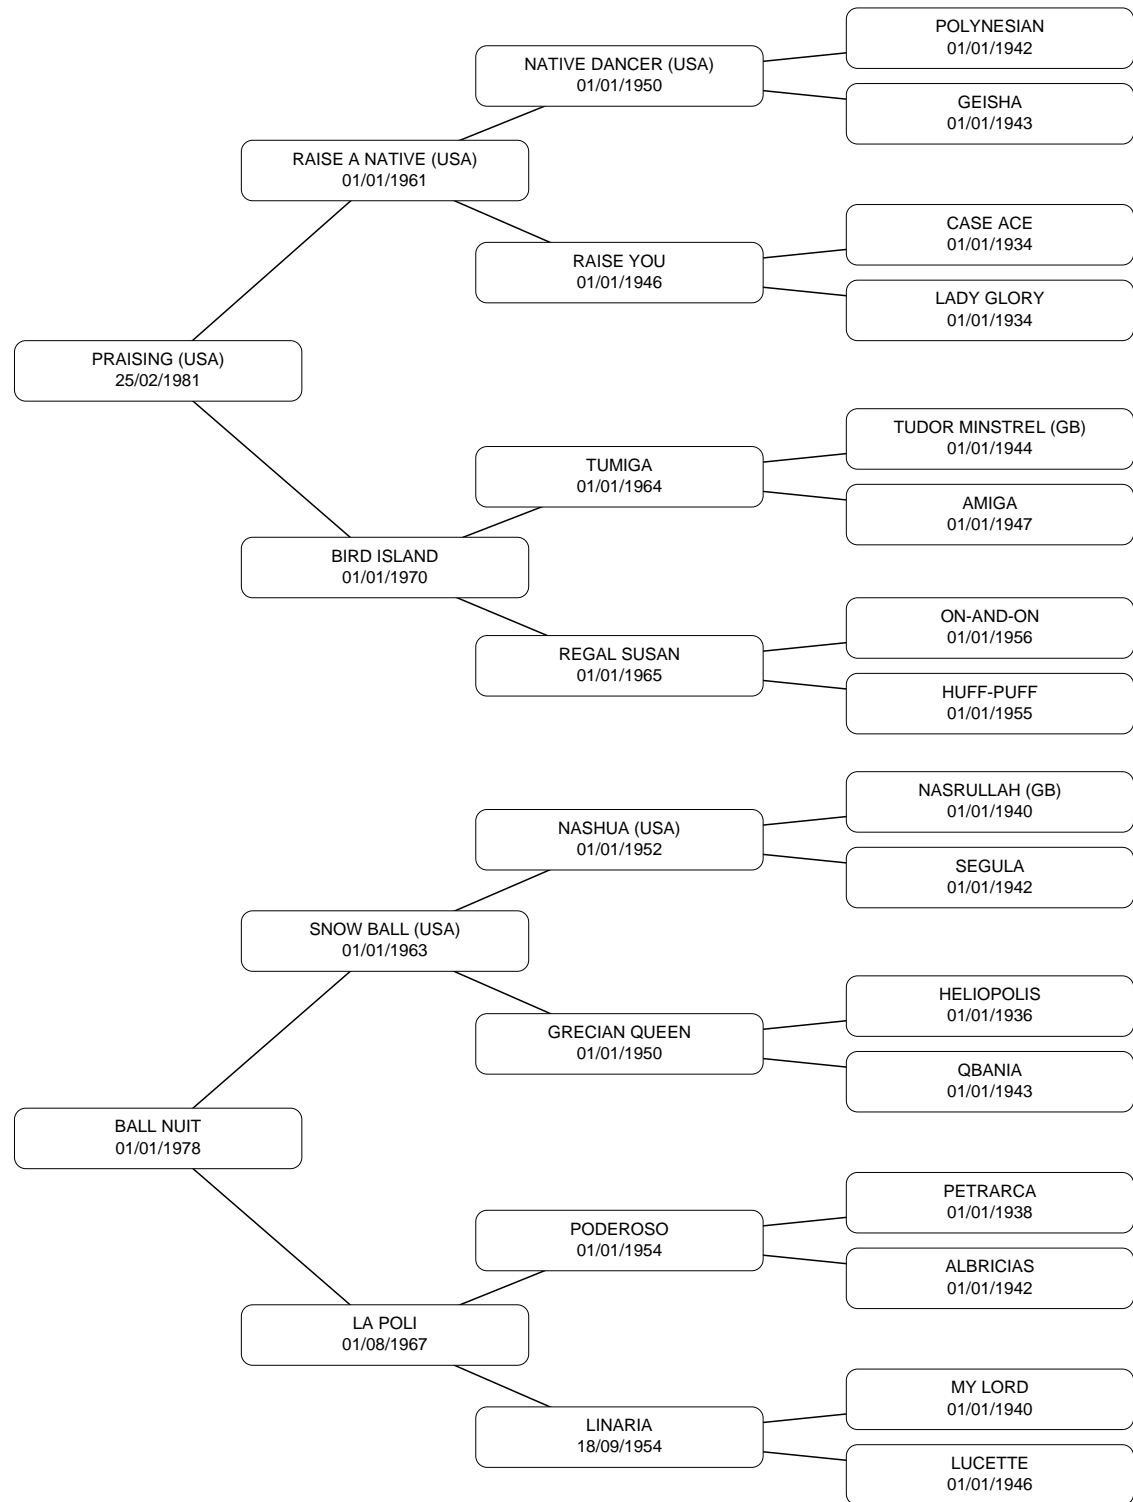 POLYNESIAN
01/01/1942
NATIVE DANCER (USA)
01/01/1950
GEISHA
01/01/1943
RAISE A NATIVE (USA)
01/01/1961
CASE ACE
01/01/1934
RAISE YOU
01/01/1946
LADY GLORY
01/01/1934
PRAISING (USA)
25/02/1981
TUDOR MINSTREL (GB)
01/01/1944
TUMIGA
01/01/1964
AMIGA
01/01/1947
BIRD ISLAND
01/01/1970
ON-AND-ON
01/01/1956
REGAL SUSAN
01/01/1965
HUFF-PUFF
01/01/1955
NASRULLAH (GB)
01/01/1940
NASHUA (USA)
01/01/1952
SEGULA
01/01/1942
SNOW BALL (USA)
01/01/1963
HELIOPOLIS
01/01/1936
GRECIAN QUEEN
01/01/1950
QBANIA
01/01/1943
BALL NUIT
01/01/1978
PETRARCA
01/01/1938
PODEROSO
01/01/1954
ALBRICIAS
01/01/1942
LA POLI
01/08/1967
MY LORD
01/01/1940
LINARIA
18/09/1954
LUCETTE
01/01/1946